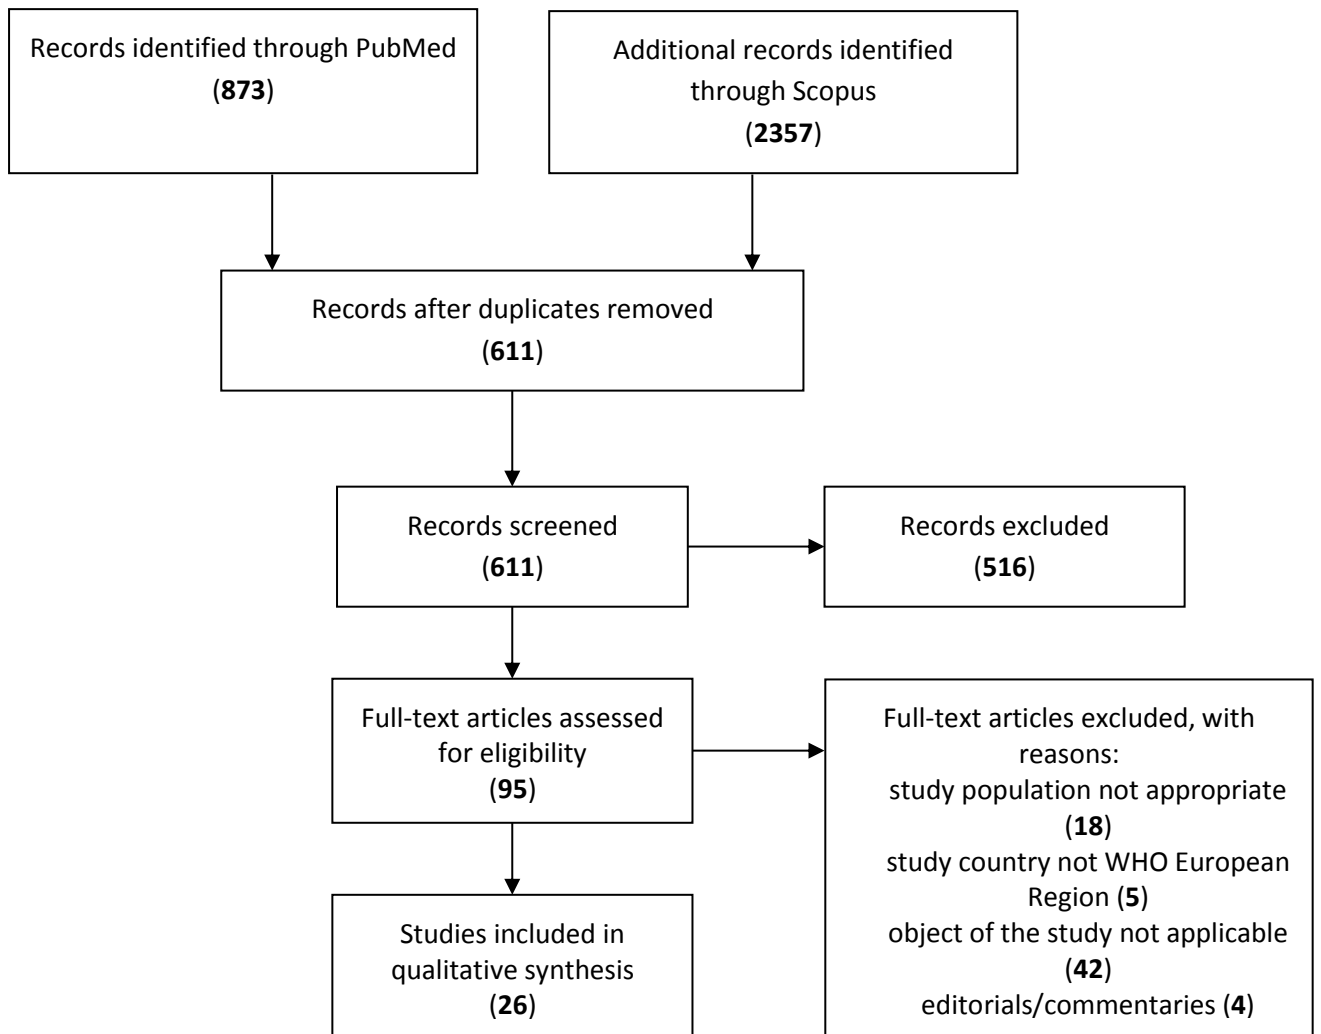 Records identified through PubMed
(873)
Additional records identified
through Scopus
(2357)
Records after duplicates removed
(611)
Records screened
(611)
Records excluded
(516)
Full-text articles assessed
for eligibility
(95)
Full-text articles excluded, with
reasons:
study population not appropriate
(18)
study country not WHO European
Region (5)
object of the study not applicable
(42)
editorials/commentaries (4)
Studies included in
qualitative synthesis
(26)